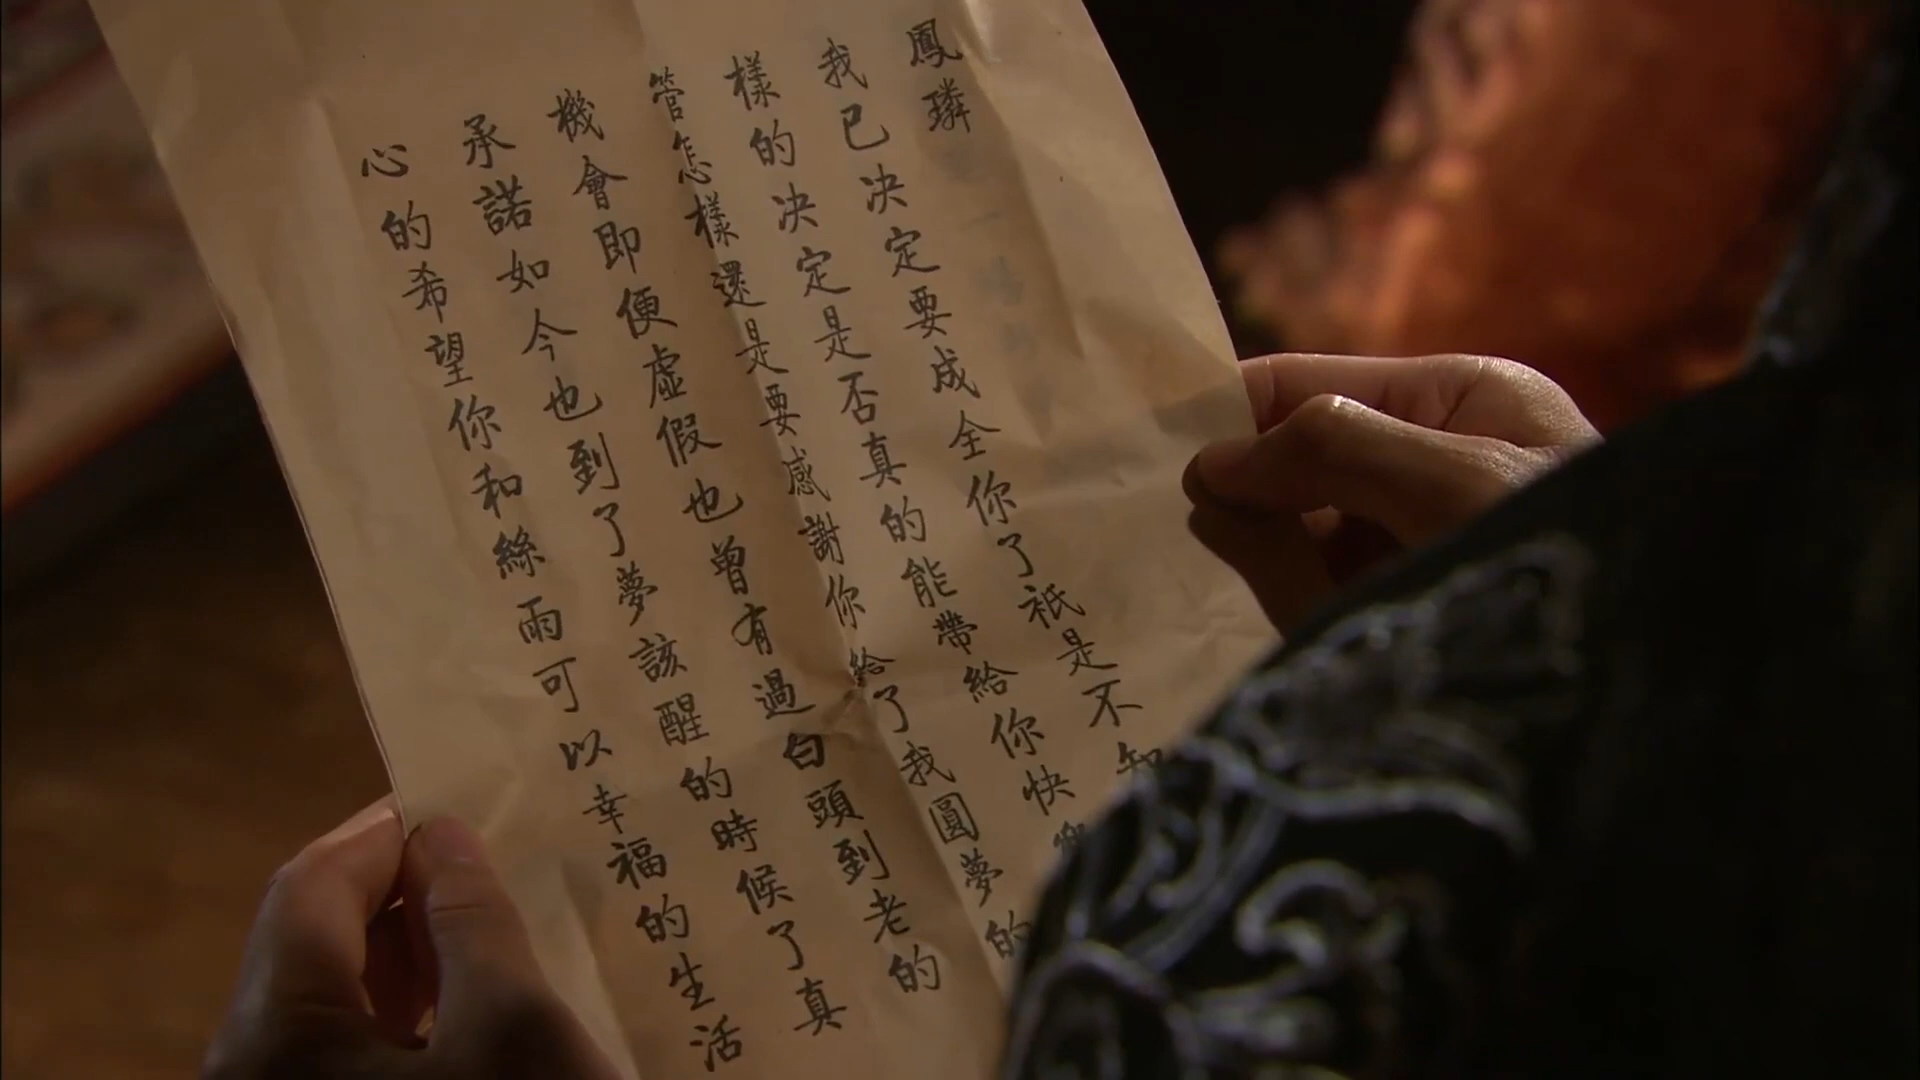 鳳璘
我已決定要成全你了祇是不知
樣的決定是否真的能帶給你快樂
管怎樣還是要感謝你給了我圓夢的
機會即便虛假也曾有過白頭到老的
承諾如今也到了夢該醒的時候了真
心的希望你和絲雨可以幸福的生活